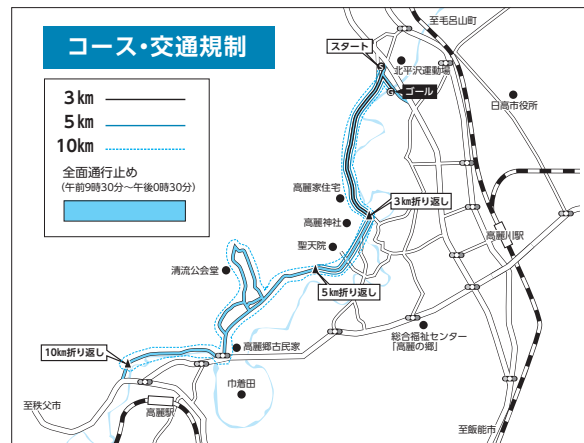 コース・交通規制
3㎞
5㎞
10㎞
全面通行止め
(午前9時30分～午後0時30分)
至毛呂山町
スタート
S
北平沢運動場
G
ゴール
日高市役所
高麗家住宅
3㎞折り返し
高麗神社
高麗川駅
聖天院
清流公会堂
5㎞折り返し
総合福祉センター
「高麗の郷」
高麗郷古民家
10㎞折り返し
巾着田
至秩父市
高麗駅
至飯能市